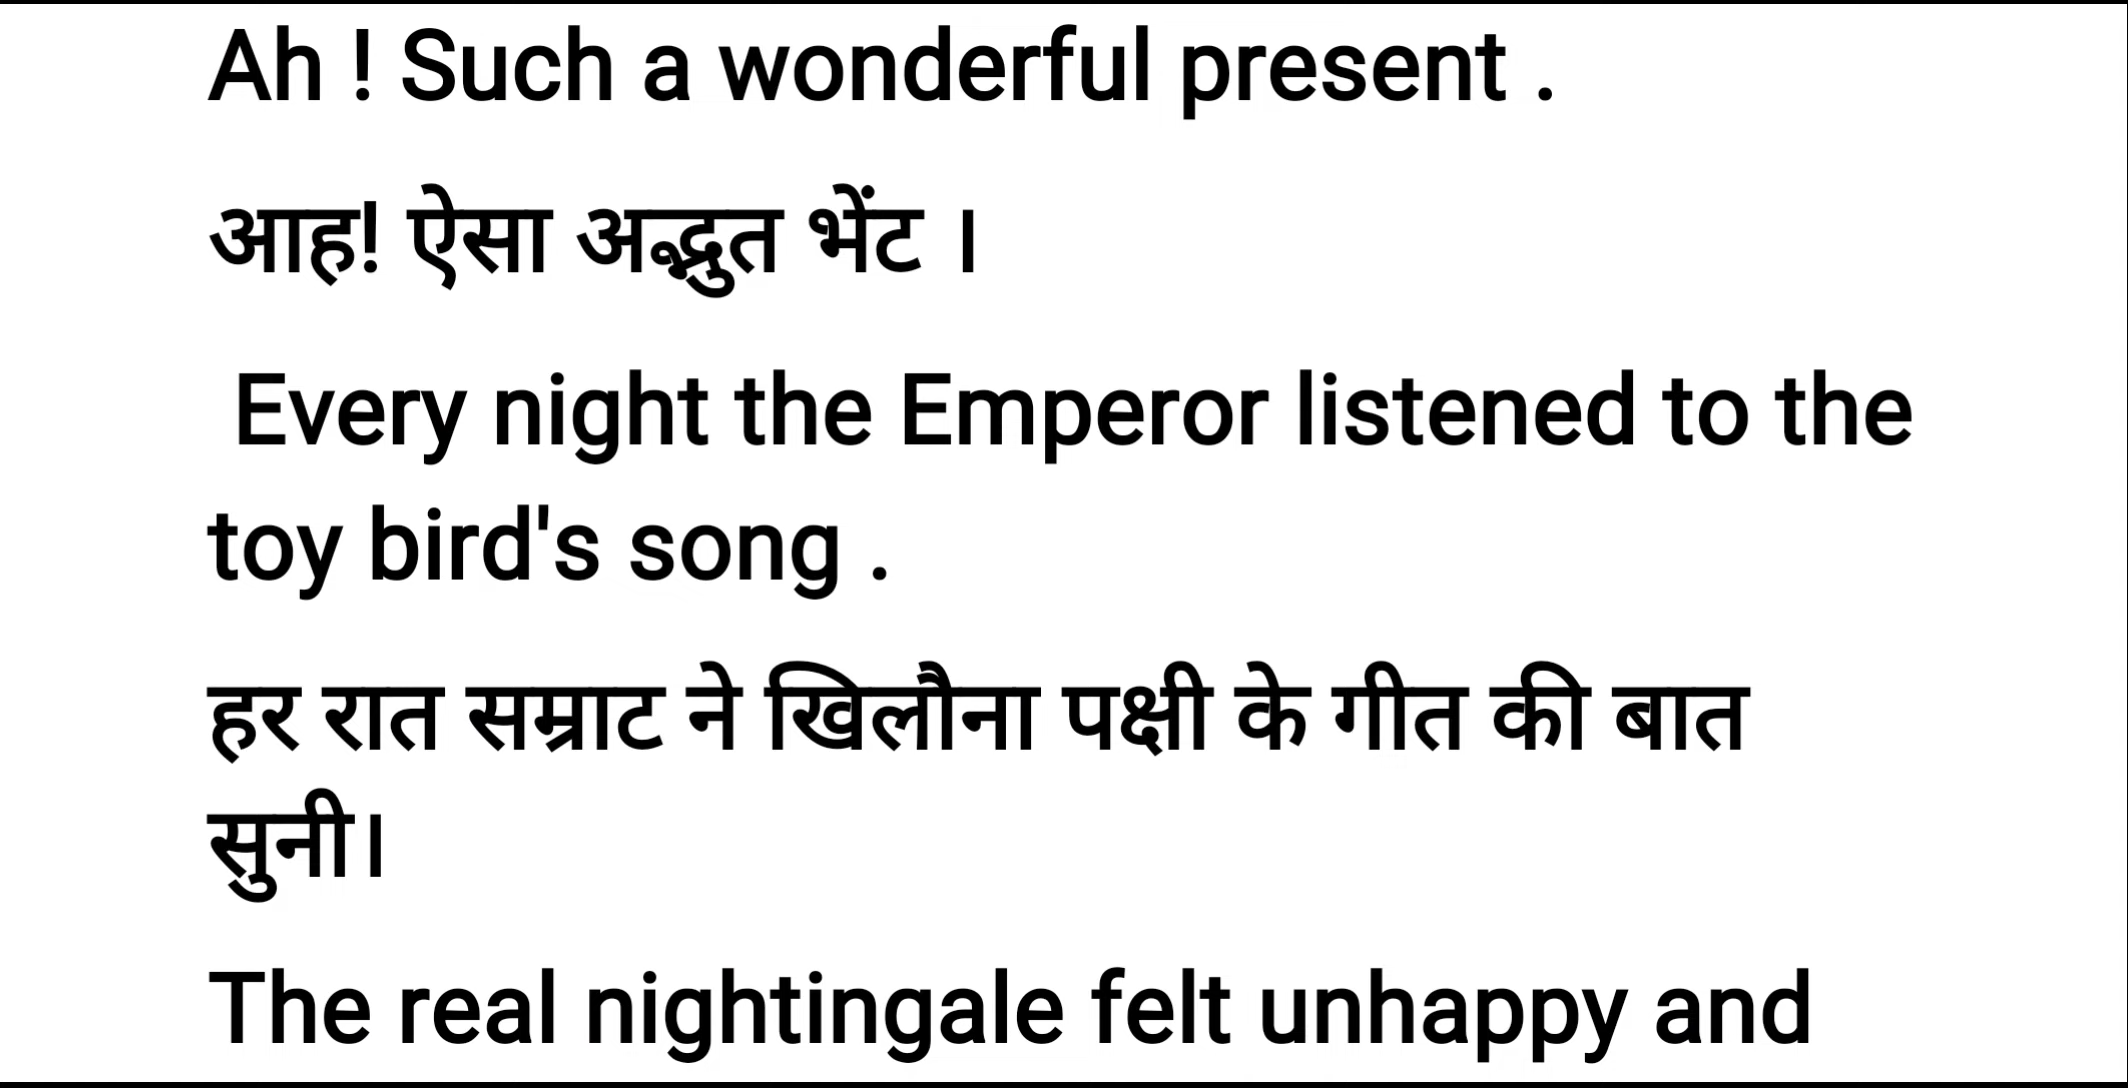 Ah ! Such a wonderful present .
आह! ऐसा अद्भुत भेंट ।
Every night the Emperor listened to the
toy bird's song .
हर रात सम्राट ने खिलौना पक्षी के गीत की बात
सुनी।
The real nightingale felt unhappy and